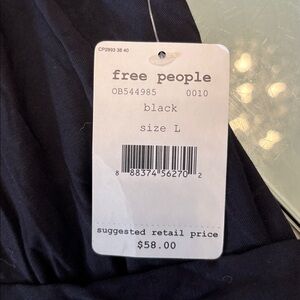 CP2993 38 40
free people
OB544985 0010
black
size L
8 88374 56270 2
suggested retail price
$58.00